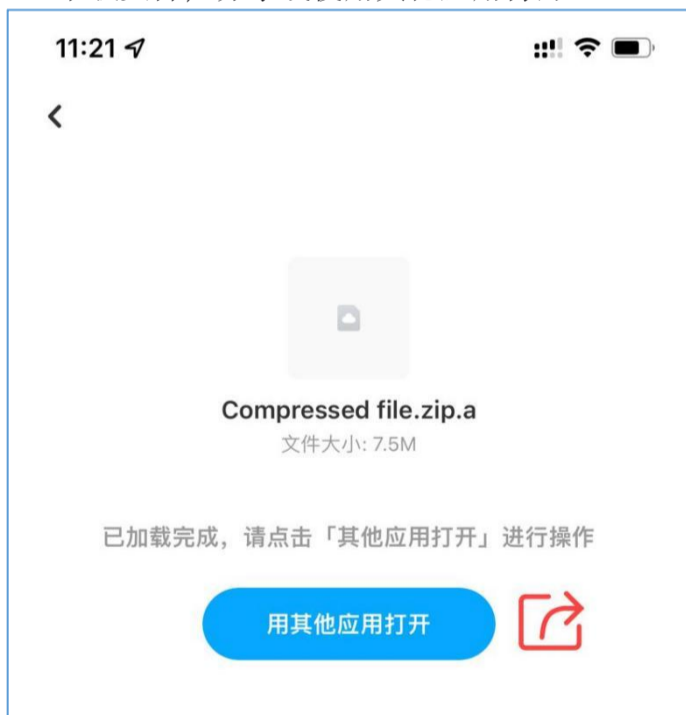 11:21
Compressed file.zip.a
文件大小: 7.5M
已加载完成，请点击「其他应用打开」进行操作
用其他应用打开